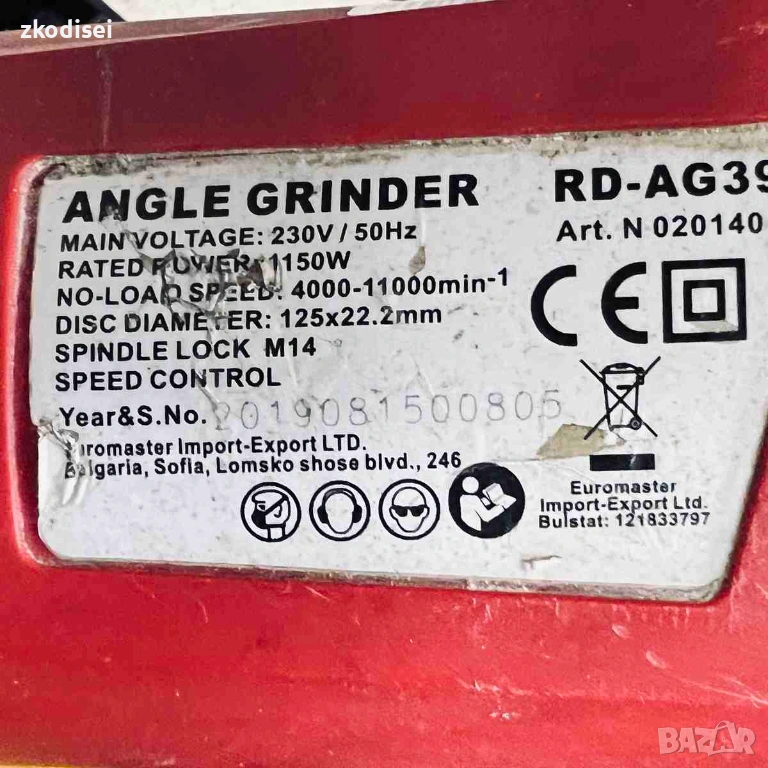 zkodisei
ANGLE GRINDER RD-AG39
MAIN VOLTAGE: 230V / 50Hz Art. N 020140
RATED POWER: 1150W
NO-LOAD SPEED: 4000-11000min-1
DISC DIAMETER: 125x22.2mm
SPINDLE LOCK M14
SPEED CONTROL
Year&S.No. 2019081500805
Euromaster Import-Export LTD.
Bulgaria, Sofia, Lomsko shose blvd., 246
CE
Euromaster
Import-Export Ltd.
Bulstat: 121833797
BAZAR